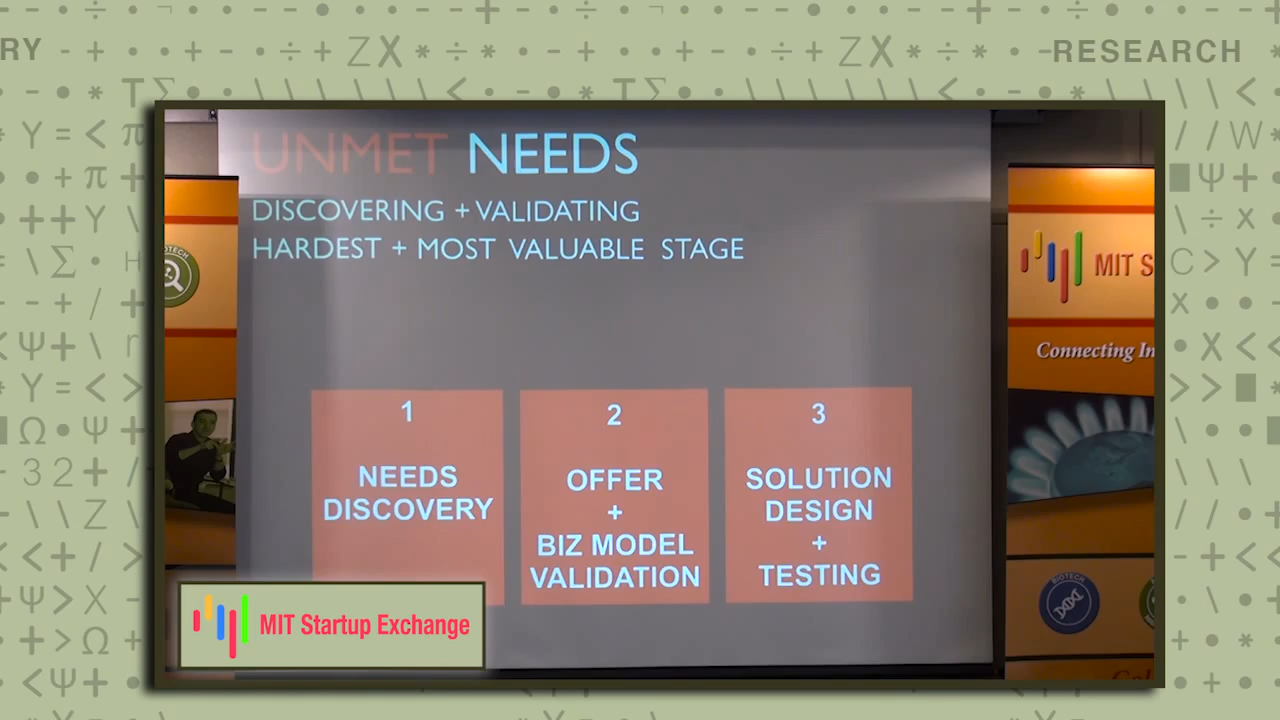 RY
RESEARCH
UNMET NEEDS
DISCOVERING + VALIDATING
HARDEST + MOST VALUABLE STAGE
1
NEEDS
DISCOVERY
2
OFFER
+
BIZ MODEL
VALIDATION
3
SOLUTION
DESIGN
+
TESTING
MIT S
Connecting In
BIOTECH
MIT Startup Exchange